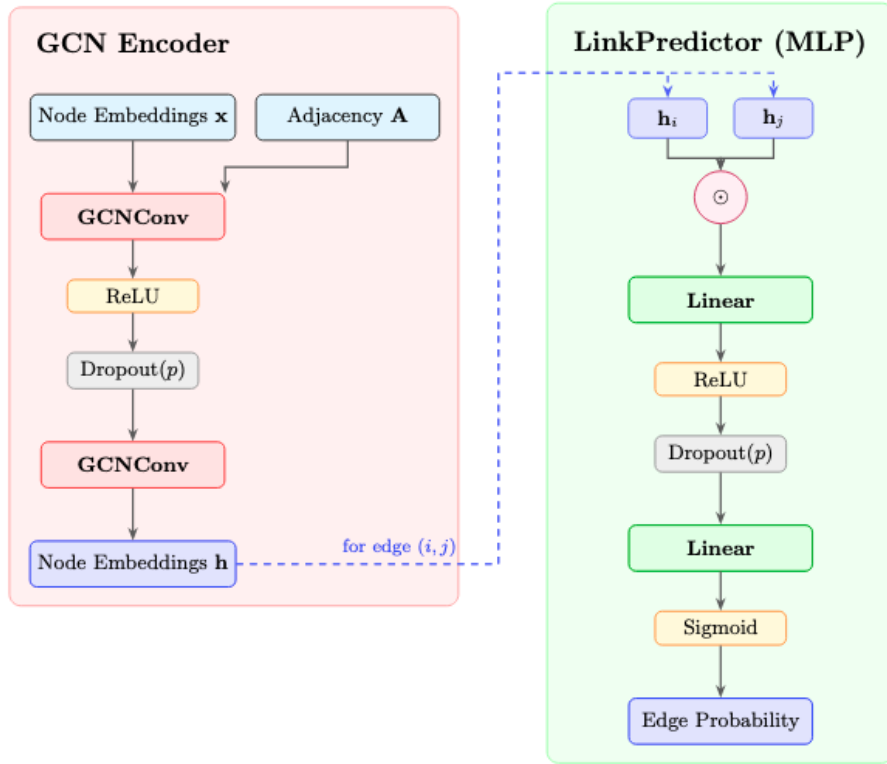 GCN Encoder
Node Embeddings x
Adjacency A
GCNConv
ReLU
Dropout(p)
GCNConv
Node Embeddings h
for edge (i, j)
LinkPredictor (MLP)
h_i
h_j
⊙
Linear
ReLU
Dropout(p)
Linear
Sigmoid
Edge Probability